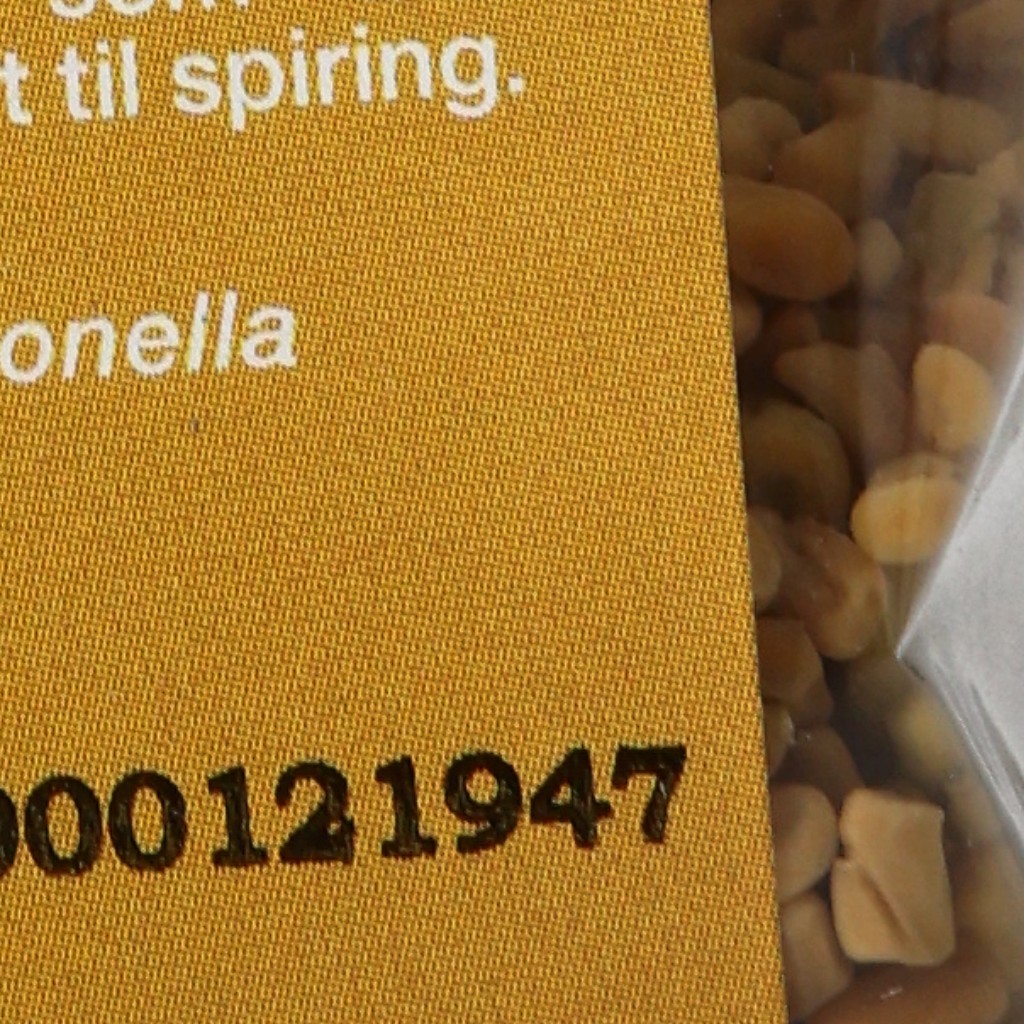 t til spiring.
onella
000121947